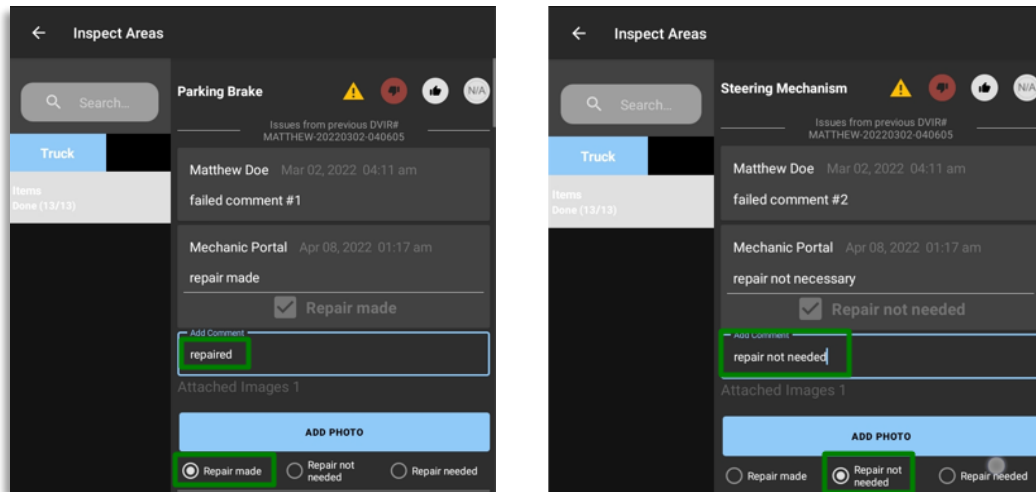 Inspect Areas
Search...
Parking Brake
N/A
Issues from previous DVIR#
MATTHEW-20220302-040605
Truck
Items
Done (13/13)
Matthew Doe Mar 02, 2022 04:11 am
failed comment #1
Mechanic Portal Apr 08, 2022 01:17 am
repair made
Repair made
Add Comment
repaired
Attached Images 1
ADD PHOTO
Repair made
Repair not
needed
Repair needed
Inspect Areas
Search...
Steering Mechanism
N/A
Issues from previous DVIR#
MATTHEW-20220302-040605
Truck
Items
Done (13/13)
Matthew Doe Mar 02, 2022 04:11 am
failed comment #2
Mechanic Portal Apr 08, 2022 01:17 am
repair not necessary
Repair not needed
Add Comment
repair not needed
Attached Images 1
ADD PHOTO
Repair made
Repair not
needed
Repair needed